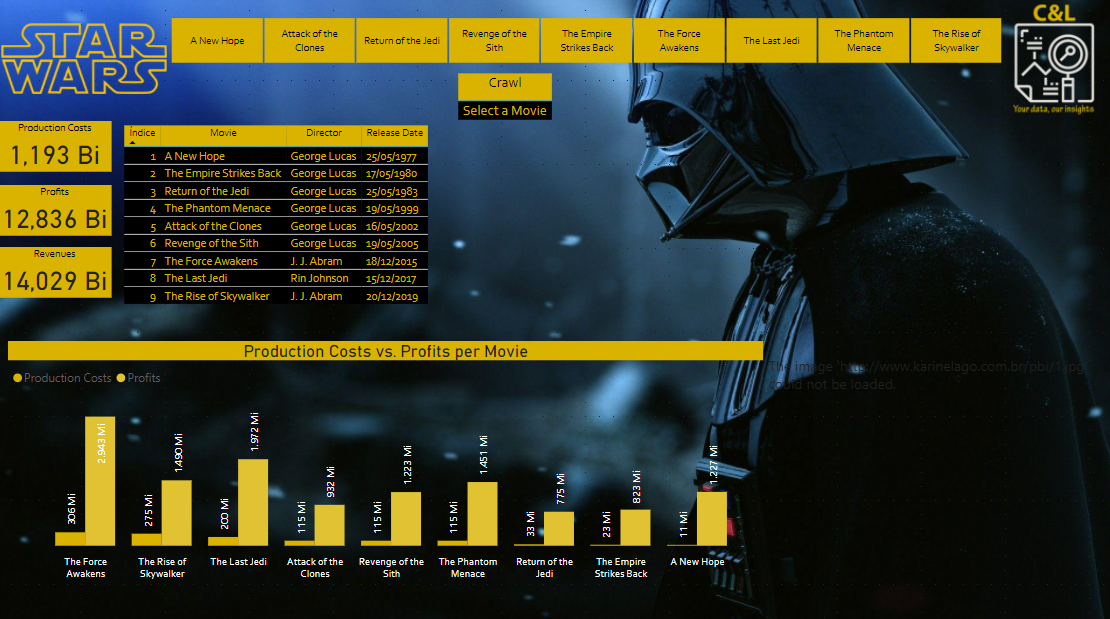 STAR
WARS
A New Hope
Attack of the
Clones
Return of the Jedi
Revenge of the
Sith
The Empire
Strikes Back
The Force
Awakens
The Last Jedi
The Phantom
Menace
The Rise of
Skywalker
C&L
Your data, our insights
Crawl
Select a Movie
Production Costs
1,193 Bi
Profits
12,836 Bi
Revenues
14,029 Bi
Índice Movie Director Release Date
1 A New Hope George Lucas 25/05/1977
2 The Empire Strikes Back George Lucas 17/05/1980
3 Return of the Jedi George Lucas 25/05/1983
4 The Phantom Menace George Lucas 19/05/1999
5 Attack of the Clones George Lucas 16/05/2002
6 Revenge of the Sith George Lucas 19/05/2005
7 The Force Awakens J. J. Abram 18/12/2015
8 The Last Jedi Rin Johnson 15/12/2017
9 The Rise of Skywalker J. J. Abram 20/12/2019
Production Costs vs. Profits per Movie
The image 'http://www.karinelago.com.br/pbi/
could not be loaded.
Production Costs Profits
306 Mi
2.943 Mi
275 Mi
1.490 Mi
200 Mi
1.972 Mi
115 Mi
932 Mi
115 Mi
1.223 Mi
115 Mi
1.451 Mi
33 Mi
775 Mi
23 Mi
823 Mi
11 Mi
1.227 Mi
The Force
Awakens
The Rise of
Skywalker
The Last Jedi
Attack of the
Clones
Revenge of the
Sith
The Phantom
Menace
Return of the
Jedi
The Empire
Strikes Back
A New Hope